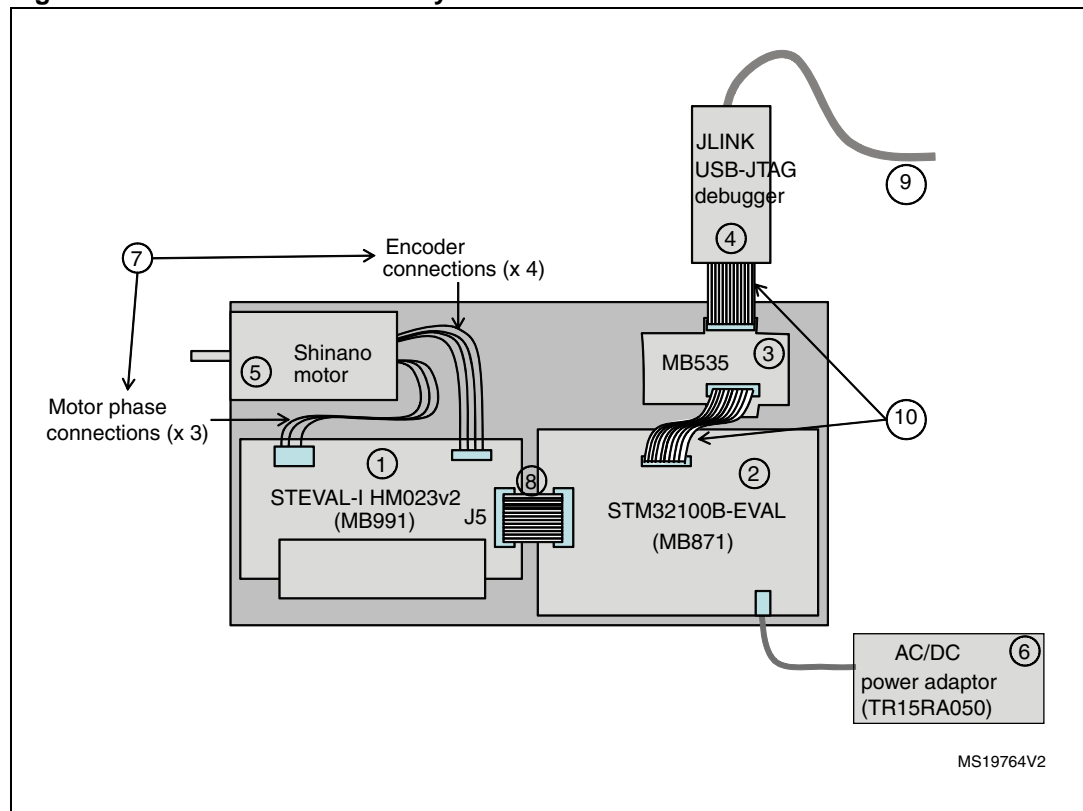 JLINK
USB-JTAG
debugger
4
9
7
Encoder
connections (x 4)
5
Shinano
motor
MB535
3
Motor phase
connections (x 3)
10
1
STEVAL-I HM023v2
(MB991)
J5
8
2
STM32100B-EVAL
(MB871)
AC/DC
power adaptor
(TR15RA050)
6
MS19764V2